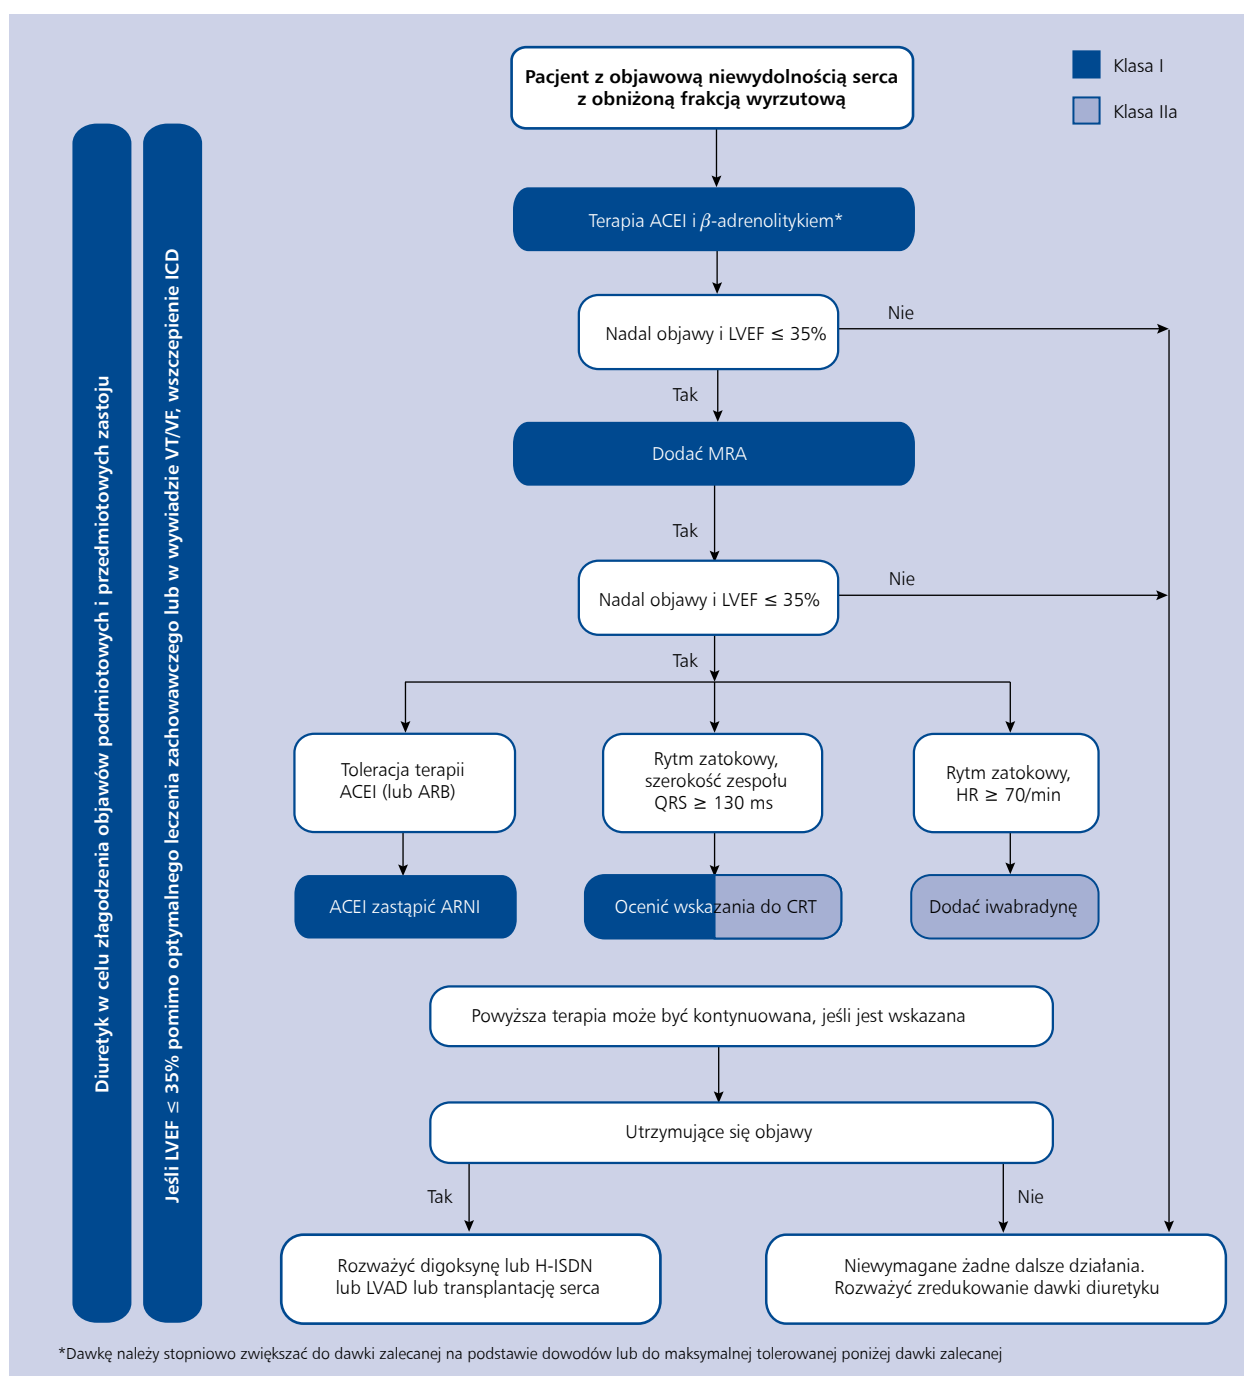 Pacjent z objawową niewydolnością serca
z obniżoną frakcją wyrzutową
Klasa I
Klasa IIa
Diuretyk w celu złagodzenia objawów podmiotowych i przedmiotowych zastoju
Jeśli LVEF ≤ 35% pomimo optymalnego leczenia zachowawczego lub w wywiadzie VT/VF, wszczepienie ICD
Terapia ACEI i β-adrenolitykiem*
Nadal objawy i LVEF ≤ 35%
Nie
Tak
Dodać MRA
Tak
Nadal objawy i LVEF ≤ 35%
Nie
Tak
Toleracja terapii
ACEI (lub ARB)
Rytm zatokowy,
szerokość zespołu
QRS ≥ 130 ms
Rytm zatokowy,
HR ≥ 70/min
ACEI zastąpić ARNI
Ocenić wskazania do CRT
Dodać iwabradynę
Powyższa terapia może być kontynuowana, jeśli jest wskazana
Utrzymujące się objawy
Tak
Nie
Rozważyć digoksynę lub H-ISDN
lub LVAD lub transplantację serca
Niewymagane żadne dalsze działania.
Rozważyć zredukowanie dawki diuretyku
*Dawkę należy stopniowo zwiększać do dawki zalecanej na podstawie dowodów lub do maksymalnej tolerowanej poniżej dawki zalecanej